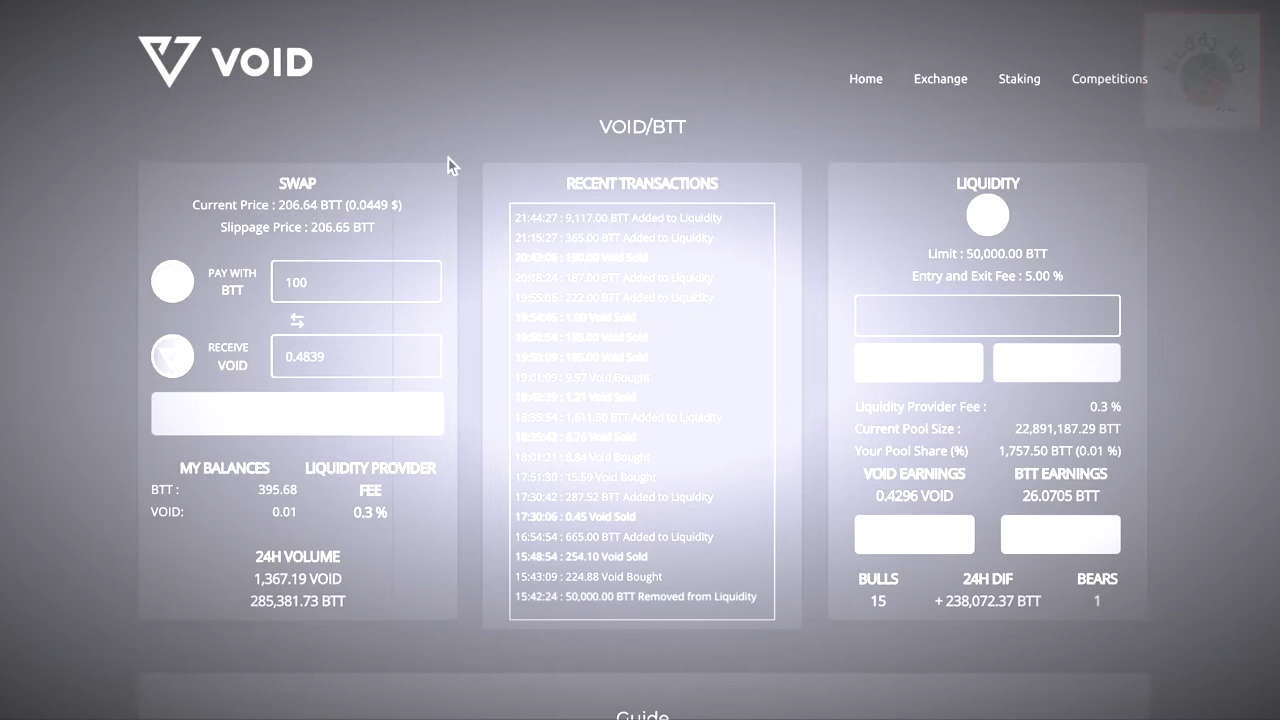 VOID
Home Exchange Staking Competitions
VOID/BTT
SWAP
Current Price : 206.64 BTT (0.0449 $)
Slippage Price : 206.65 BTT
PAY WITH
BTT
100
RECEIVE
VOID
0.4839
MY BALANCES
BTT : 395.68
VOID: 0.01
LIQUIDITY PROVIDER
FEE
0.3 %
24H VOLUME
1,367.19 VOID
285,381.73 BTT
RECENT TRANSACTIONS
21:44:27 : 9,117.00 BTT Added to Liquidity
21:15:27 : 365.00 BTT Added to Liquidity
20:43:06 : 190.00 Void Sold
20:18:24 : 187.00 BTT Added to Liquidity
19:55:06 : 222.00 BTT Added to Liquidity
19:54:46 : 1.00 Void Sold
19:50:54 : 185.00 Void Sold
19:50:09 : 185.00 Void Sold
19:01:09 : 9.97 Void Bought
18:43:39 : 1.21 Void Sold
18:35:54 : 1,611.60 BTT Added to Liquidity
18:35:42 : 6.76 Void Sold
18:01:21 : 8.84 Void Bought
17:51:30 : 15.59 Void Bought
17:30:42 : 287.52 BTT Added to Liquidity
17:30:06 : 0.45 Void Sold
16:54:54 : 665.00 BTT Added to Liquidity
15:48:54 : 254.10 Void Sold
15:43:09 : 224.88 Void Bought
15:42:24 : 50,000.00 BTT Removed from Liquidity
LIQUIDITY
Limit : 50,000.00 BTT
Entry and Exit Fee : 5.00 %
Liquidity Provider Fee : 0.3 %
Current Pool Size : 22,891,187.29 BTT
Your Pool Share (%) 1,757.50 BTT (0.01 %)
VOID EARNINGS BTT EARNINGS
0.4296 VOID 26.0705 BTT
BULLS 24H DIF BEARS
15 + 238,072.37 BTT 1
Guide